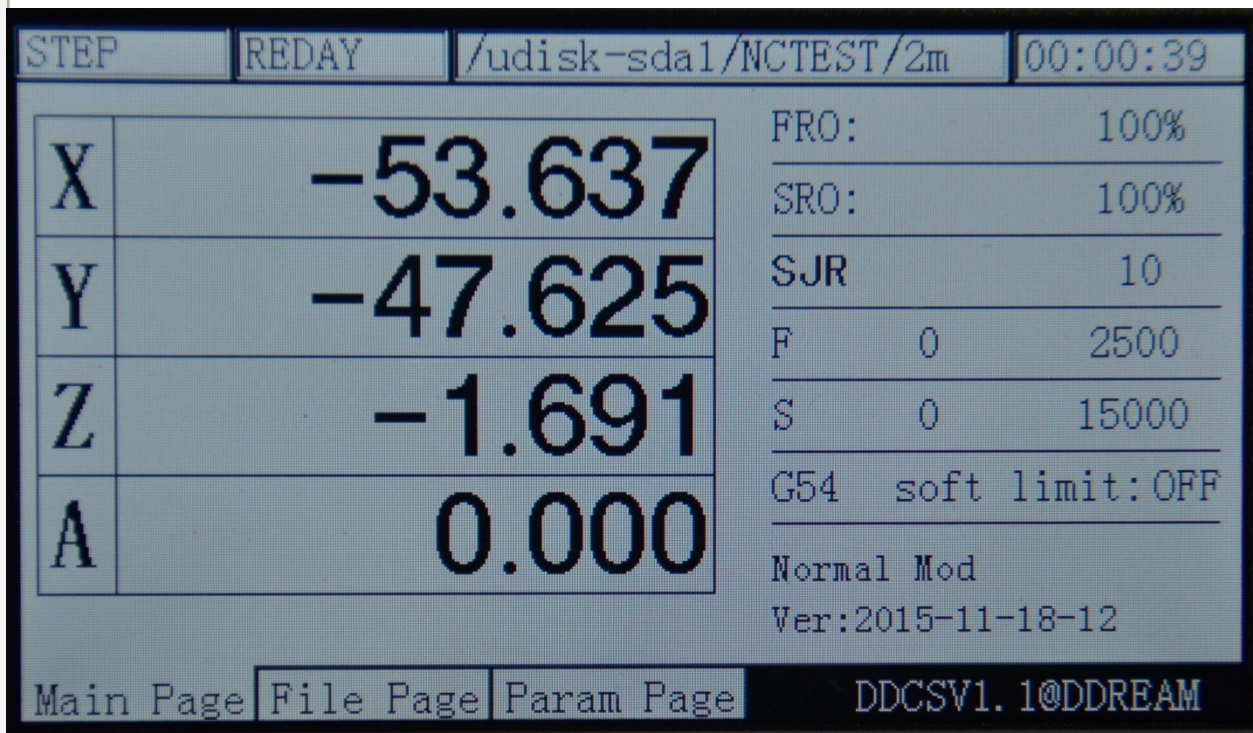 STEP REDAY /udisk-sda1/NCTEST/2m 00:00:39
X -53.637
Y -47.625
Z -1.691
A 0.000
FRO: 100%
SRO: 100%
SJR 10
F 0 2500
S 0 15000
G54 soft limit:OFF
Normal Mod
Ver:2015-11-18-12
Main Page File Page Param Page DDCSV1.1@DDREAM